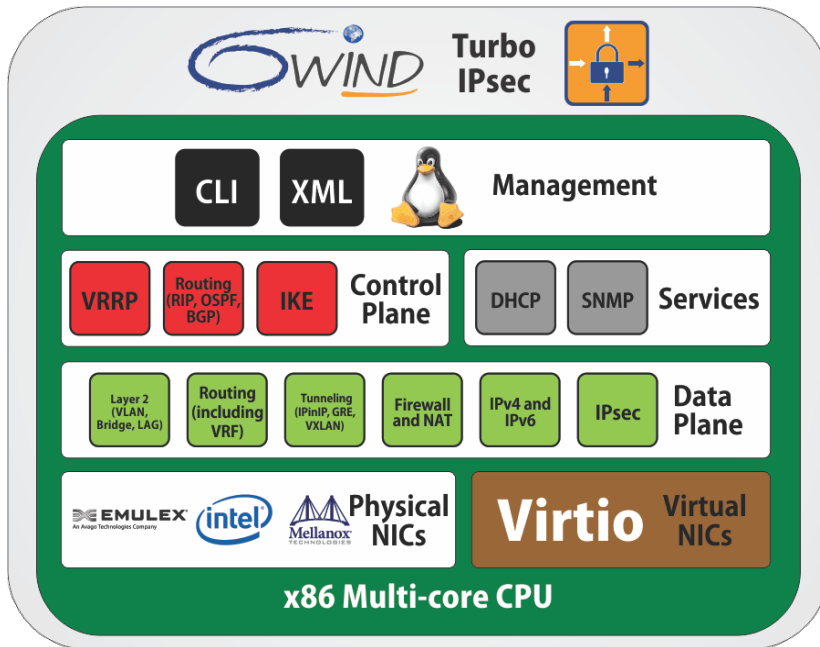 6WIND
Turbo
IPsec
CLI
XML
Management
VRRP
Routing
(RIP, OSPF,
BGP)
IKE
Control
Plane
DHCP
SNMP
Services
Layer 2
(VLAN,
Bridge, LAG)
Routing
(including
VRF)
Tunneling
(IPinIP, GRE,
VXLAN)
Firewall
and NAT
IPv4 and
IPv6
IPsec
Data
Plane
EMULEX
An Avago Technologies Company
intel
Mellanox
TECHNOLOGIES
Physical
NICs
Virtio
Virtual
NICs
x86 Multi-core CPU